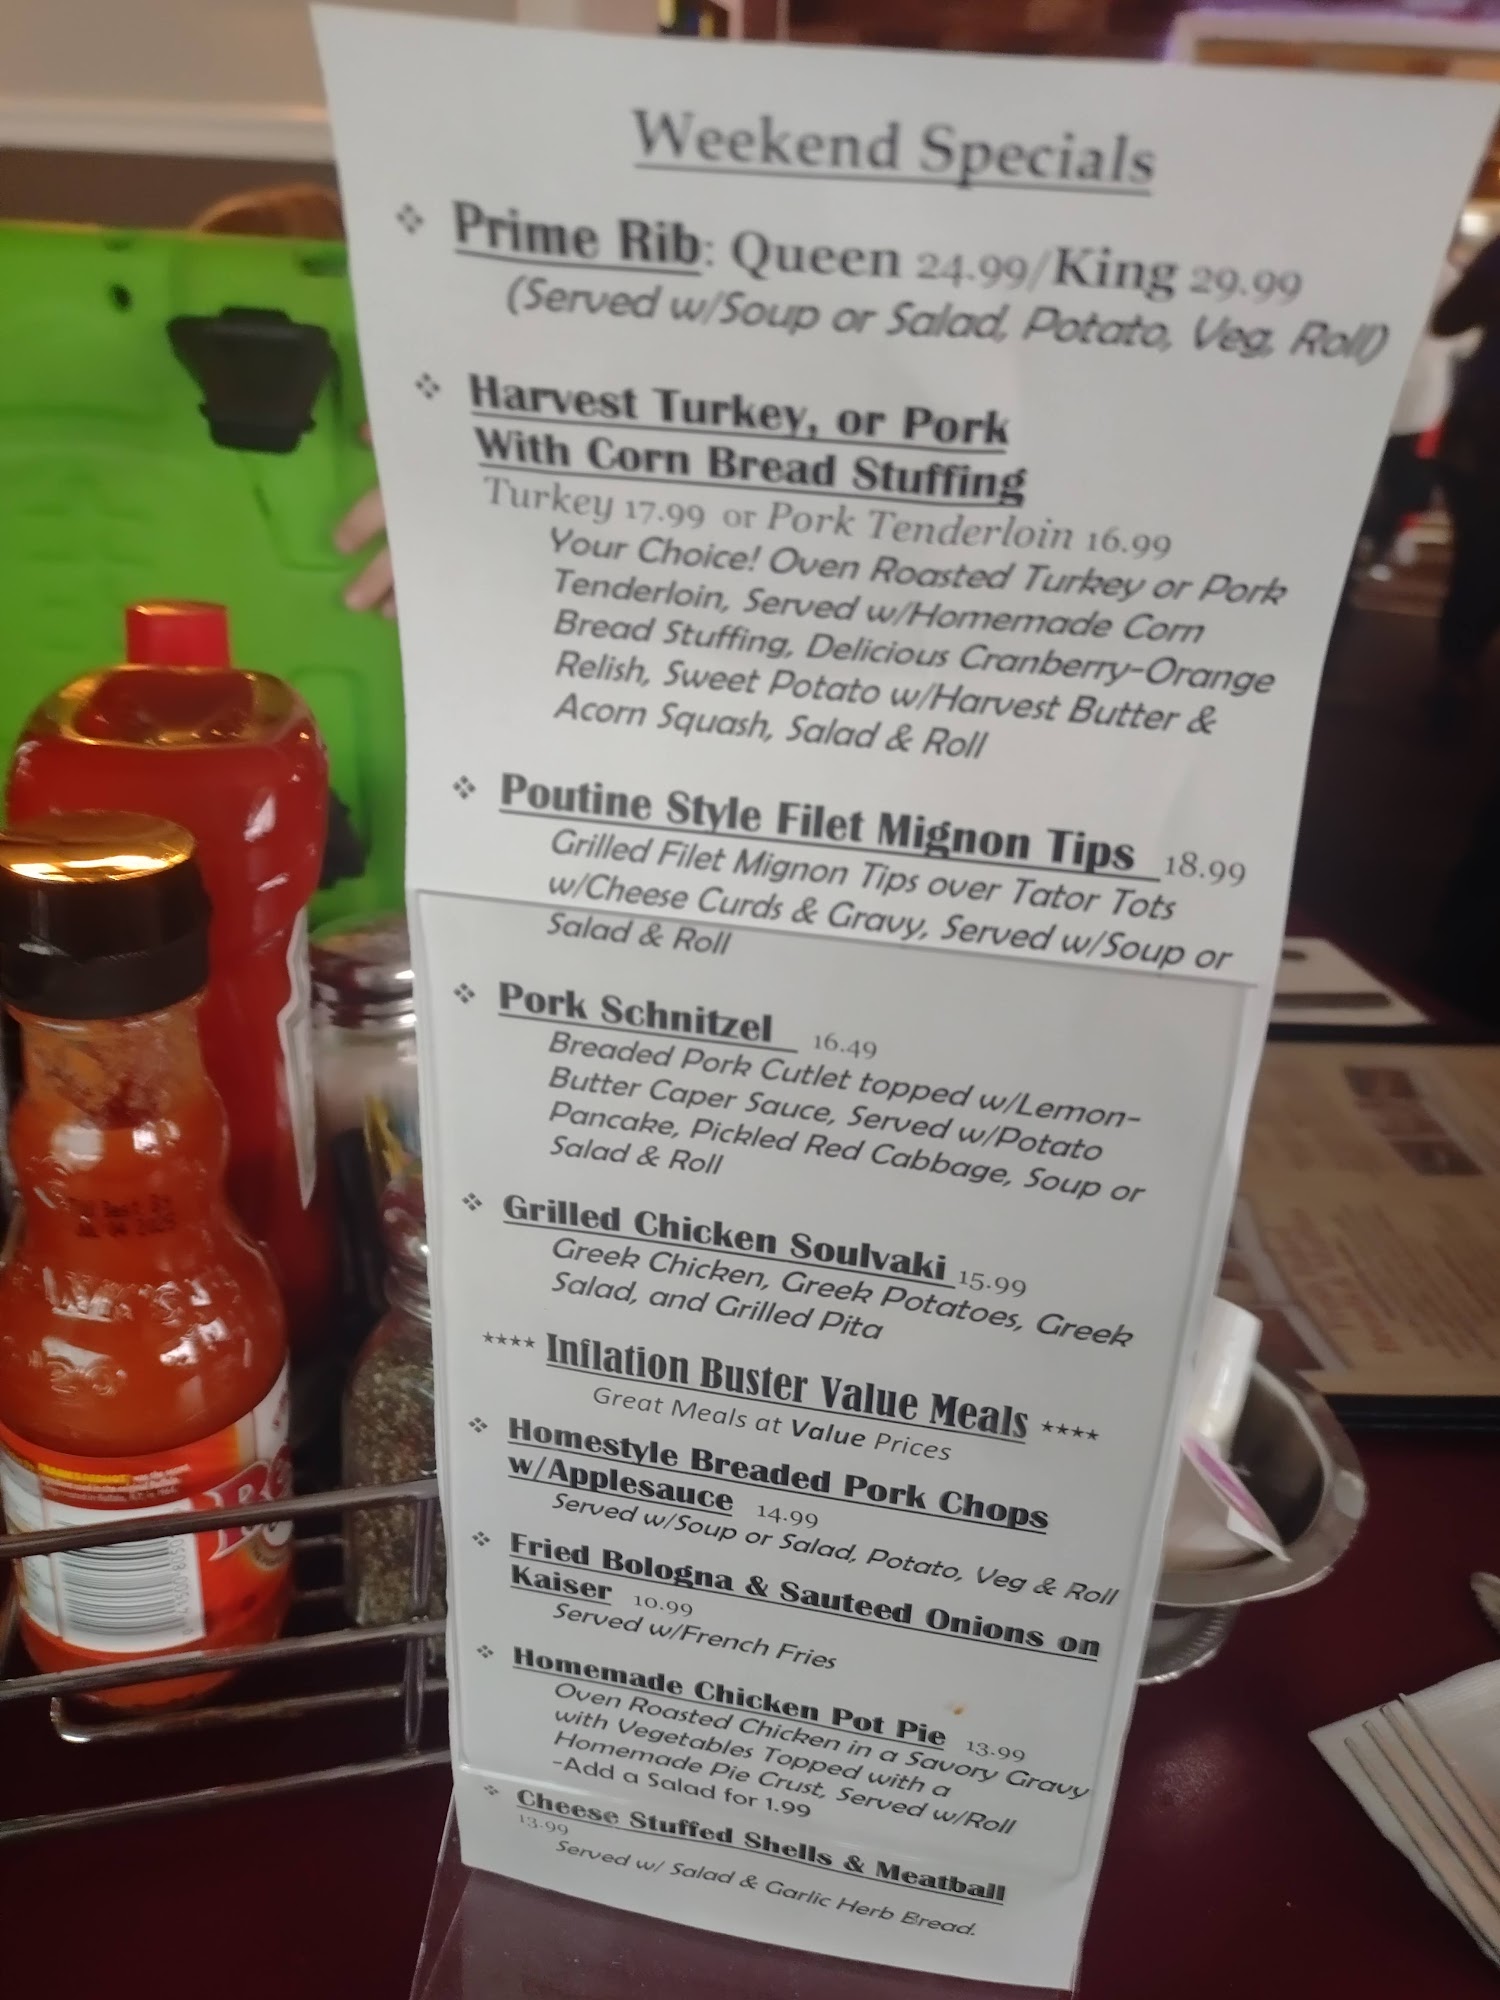 Weekend Specials
❖ Prime Rib: Queen 24.99/King 29.99
(Served w/Soup or Salad, Potato, Veg, Roll)
❖ Harvest Turkey, or Pork
With Corn Bread Stuffing
Turkey 17.99 or Pork Tenderloin 16.99
Your Choice! Oven Roasted Turkey or Pork
Tenderloin, Served w/Homemade Corn
Bread Stuffing, Delicious Cranberry-Orange
Relish, Sweet Potato w/Harvest Butter &
Acorn Squash, Salad & Roll
❖ Poutine Style Filet Mignon Tips 18.99
Grilled Filet Mignon Tips over Tator Tots
w/Cheese Curds & Gravy, Served w/Soup or
Salad & Roll
❖ Pork Schnitzel 16.49
Breaded Pork Cutlet topped w/Lemon-
Butter Caper Sauce, Served w/Potato
Pancake, Pickled Red Cabbage, Soup or
Salad & Roll
❖ Grilled Chicken Soulvaki 15.99
Greek Chicken, Greek Potatoes, Greek
Salad, and Grilled Pita
**** Inflation Buster Value Meals ****
Great Meals at Value Prices
❖ Homestyle Breaded Pork Chops
w/Applesauce 14.99
Served w/Soup or Salad, Potato, Veg & Roll
❖ Fried Bologna & Sauteed Onions on
Kaiser 10.99
Served w/French Fries
❖ Homemade Chicken Pot Pie 13.99
Oven Roasted Chicken in a Savory Gravy
with Vegetables Topped with a
Homemade Pie Crust, Served w/Roll
-Add a Salad for 1.99
❖ Cheese Stuffed Shells & Meatball
13.99
Served w/ Salad & Garlic Herb Bread.